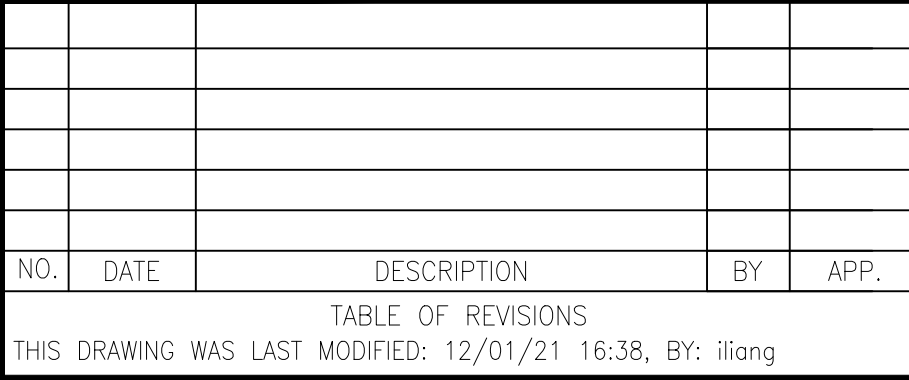 NO. DATE DESCRIPTION BY APP.
TABLE OF REVISIONS
THIS DRAWING WAS LAST MODIFIED: 12/01/21 16:38, BY: iliang